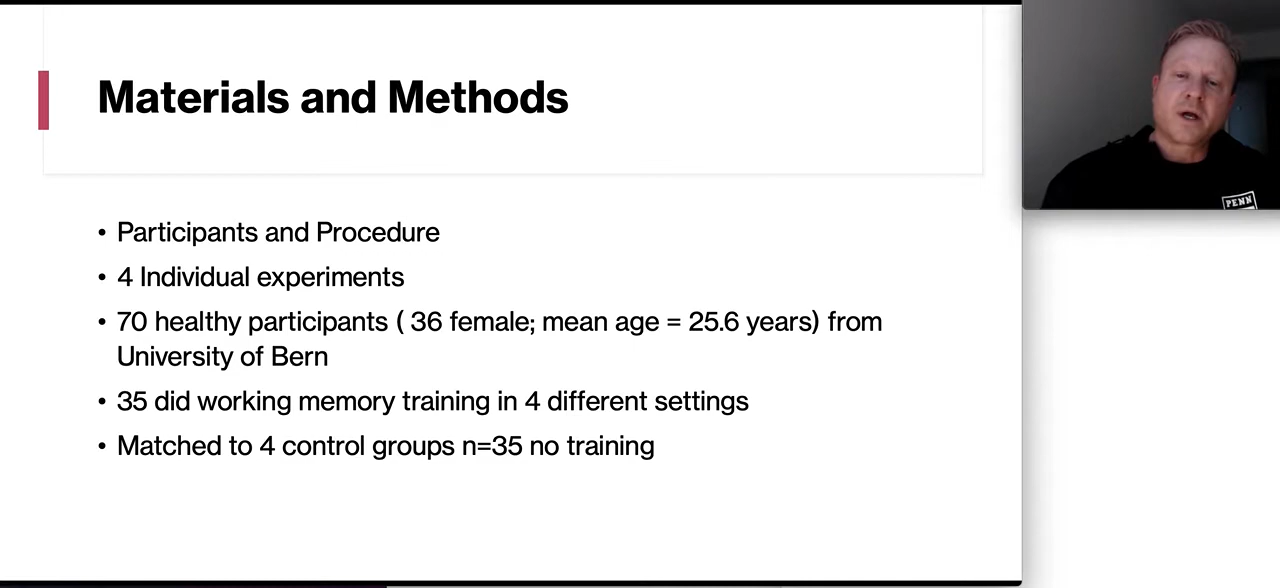 Materials and Methods
• Participants and Procedure
• 4 Individual experiments
• 70 healthy participants ( 36 female; mean age = 25.6 years) from
University of Bern
• 35 did working memory training in 4 different settings
• Matched to 4 control groups n=35 no training
PENN